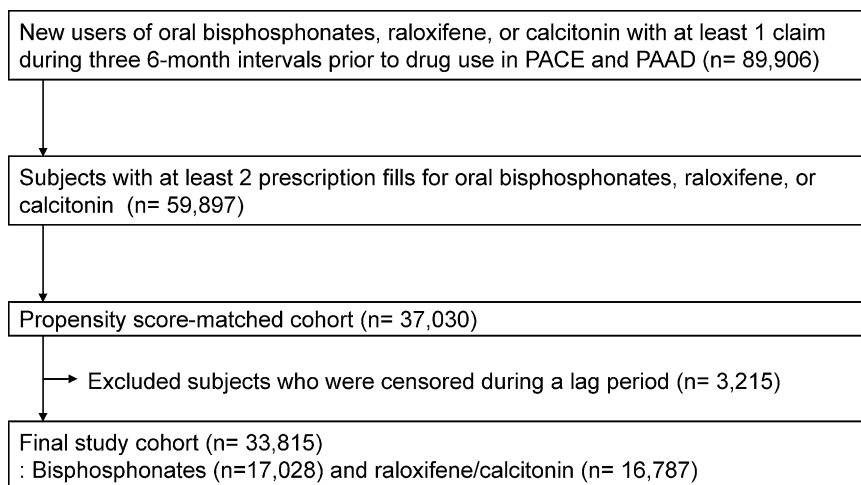 New users of oral bisphosphonates, raloxifene, or calcitonin with at least 1 claim
during three 6-month intervals prior to drug use in PACE and PAAD (n= 89,906)
Subjects with at least 2 prescription fills for oral bisphosphonates, raloxifene, or
calcitonin (n= 59,897)
Propensity score-matched cohort (n= 37,030)
Excluded subjects who were censored during a lag period (n= 3,215)
Final study cohort (n= 33,815)
: Bisphosphonates (n=17,028) and raloxifene/calcitonin (n= 16,787)